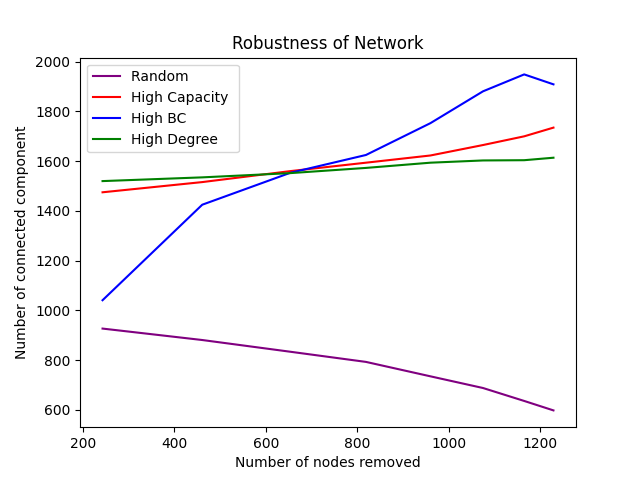 Robustness of Network
Random
High Capacity
High BC
High Degree
2000
1800
1600
1400
1200
1000
800
600
Number of connected component
200 400 600 800 1000 1200
Number of nodes removed